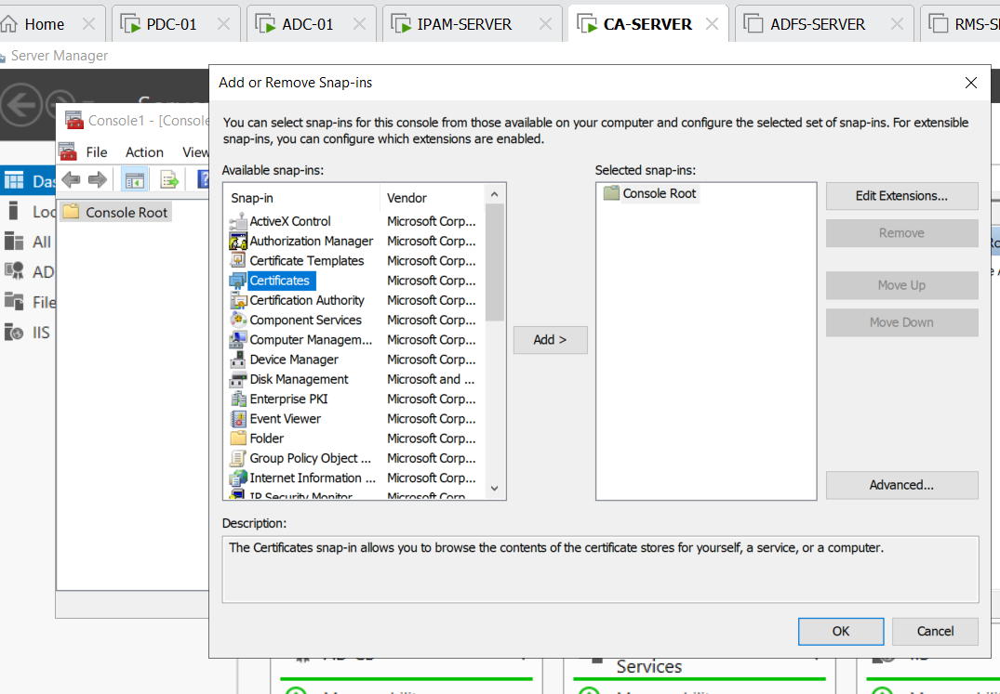 Home
PDC-01
ADC-01
IPAM-SERVER
CA-SERVER
ADFS-SERVER
Server Manager
Add or Remove Snap-ins
You can select snap-ins for this console from those available on your computer and configure the selected set of snap-ins. For extensible
snap-ins, you can configure which extensions are enabled.
Console1 - [Console
File Action View
Console Root
All
AD
File
IIS
Available snap-ins:
Snap-in Vendor
ActiveX Control Microsoft Corp...
Authorization Manager Microsoft Corp...
Certificate Templates Microsoft Corp...
Certificates Microsoft Corp...
Certification Authority Microsoft Corp...
Component Services Microsoft Corp...
Computer Managem... Microsoft Corp...
Device Manager Microsoft Corp...
Disk Management Microsoft and ...
Enterprise PKI Microsoft Corp...
Event Viewer Microsoft Corp...
Folder Microsoft Corp...
Group Policy Object ... Microsoft Corp...
Internet Information ... Microsoft Corp...
IP Security Monitor Microsoft Corp
Add >
Selected snap-ins:
Console Root
Edit Extensions...
Remove
Move Up
Move Down
Advanced...
Description:
The Certificates snap-in allows you to browse the contents of the certificate stores for yourself, a service, or a computer.
OK Cancel
Services